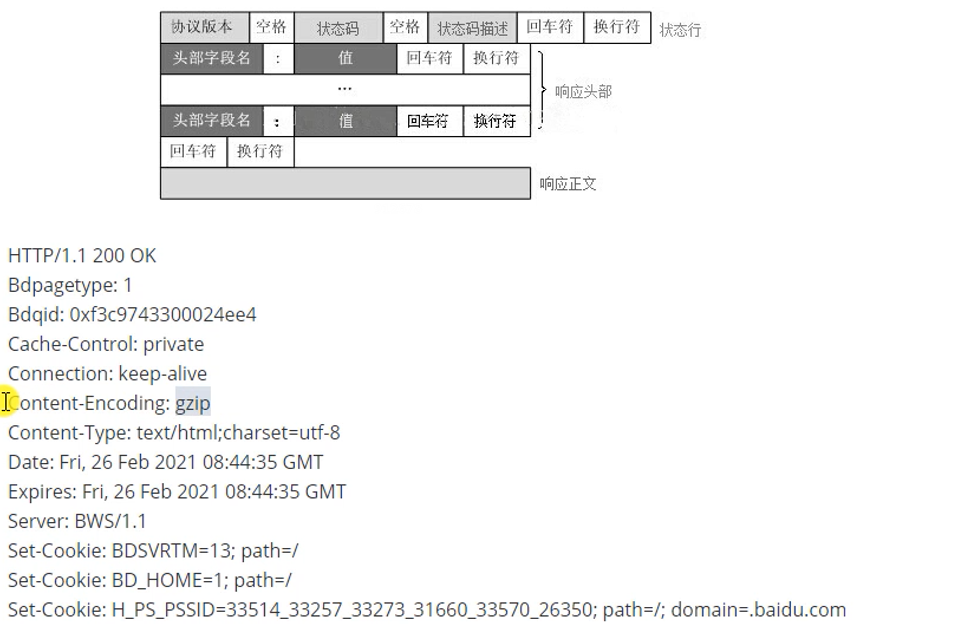 协议版本 空格 状态码 空格 状态码描述 回车符 换行符 状态行
头部字段名 : 值 回车符 换行符
... 响应头部
头部字段名 : 值 回车符 换行符
回车符 换行符
响应正文
HTTP/1.1 200 OK
Bdpagetype: 1
Bdqid: 0xf3c9743300024ee4
Cache-Control: private
Connection: keep-alive
Content-Encoding: gzip
Content-Type: text/html;charset=utf-8
Date: Fri, 26 Feb 2021 08:44:35 GMT
Expires: Fri, 26 Feb 2021 08:44:35 GMT
Server: BWS/1.1
Set-Cookie: BDSVRTM=13; path=/
Set-Cookie: BD_HOME=1; path=/
Set-Cookie: H_PS_PSSID=33514_33257_33273_31660_33570_26350; path=/; domain=.baidu.com